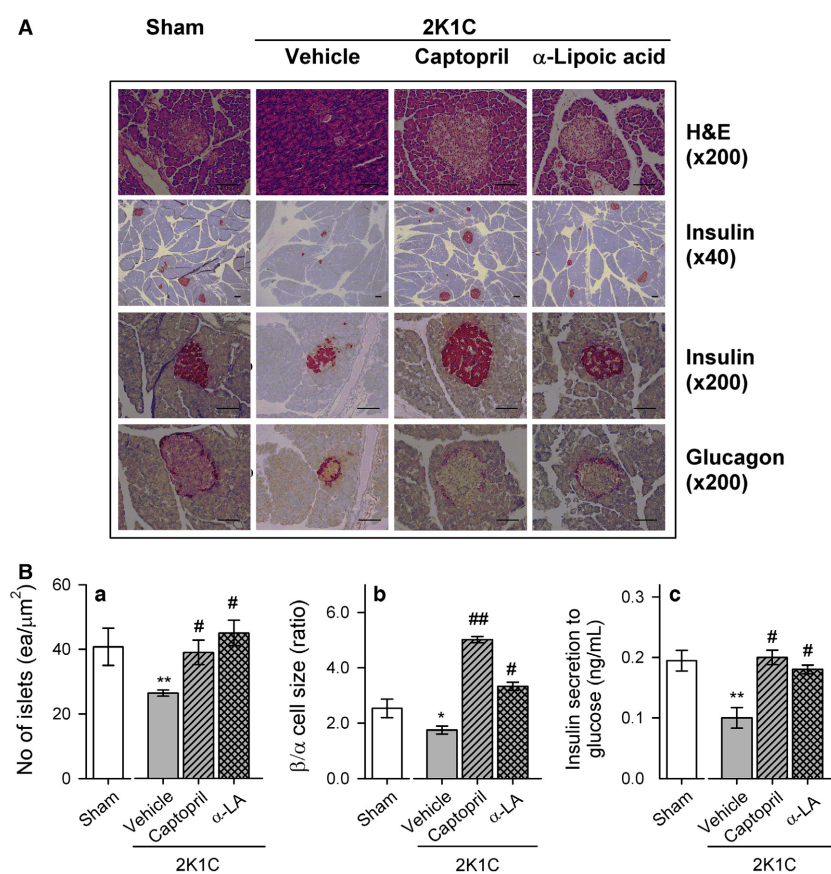 A
Sham
2K1C
Vehicle Captopril α-Lipoic acid
H&E
(x200)
Insulin
(x40)
Insulin
(x200)
Glucagon
(x200)
B
a
No of islets (ea/μm²)
60
40
20
0
**
#
#
Sham
Vehicle
Captopril
α-LA
2K1C
b
β/α cell size (ratio)
6.0
4.0
2.0
0.0
*
##
#
Sham
Vehicle
Captopril
α-LA
2K1C
c
Insulin secretion to
glucose (ng/mL)
0.3
0.2
0.1
0.0
**
#
#
Sham
Vehicle
Captopril
α-LA
2K1C